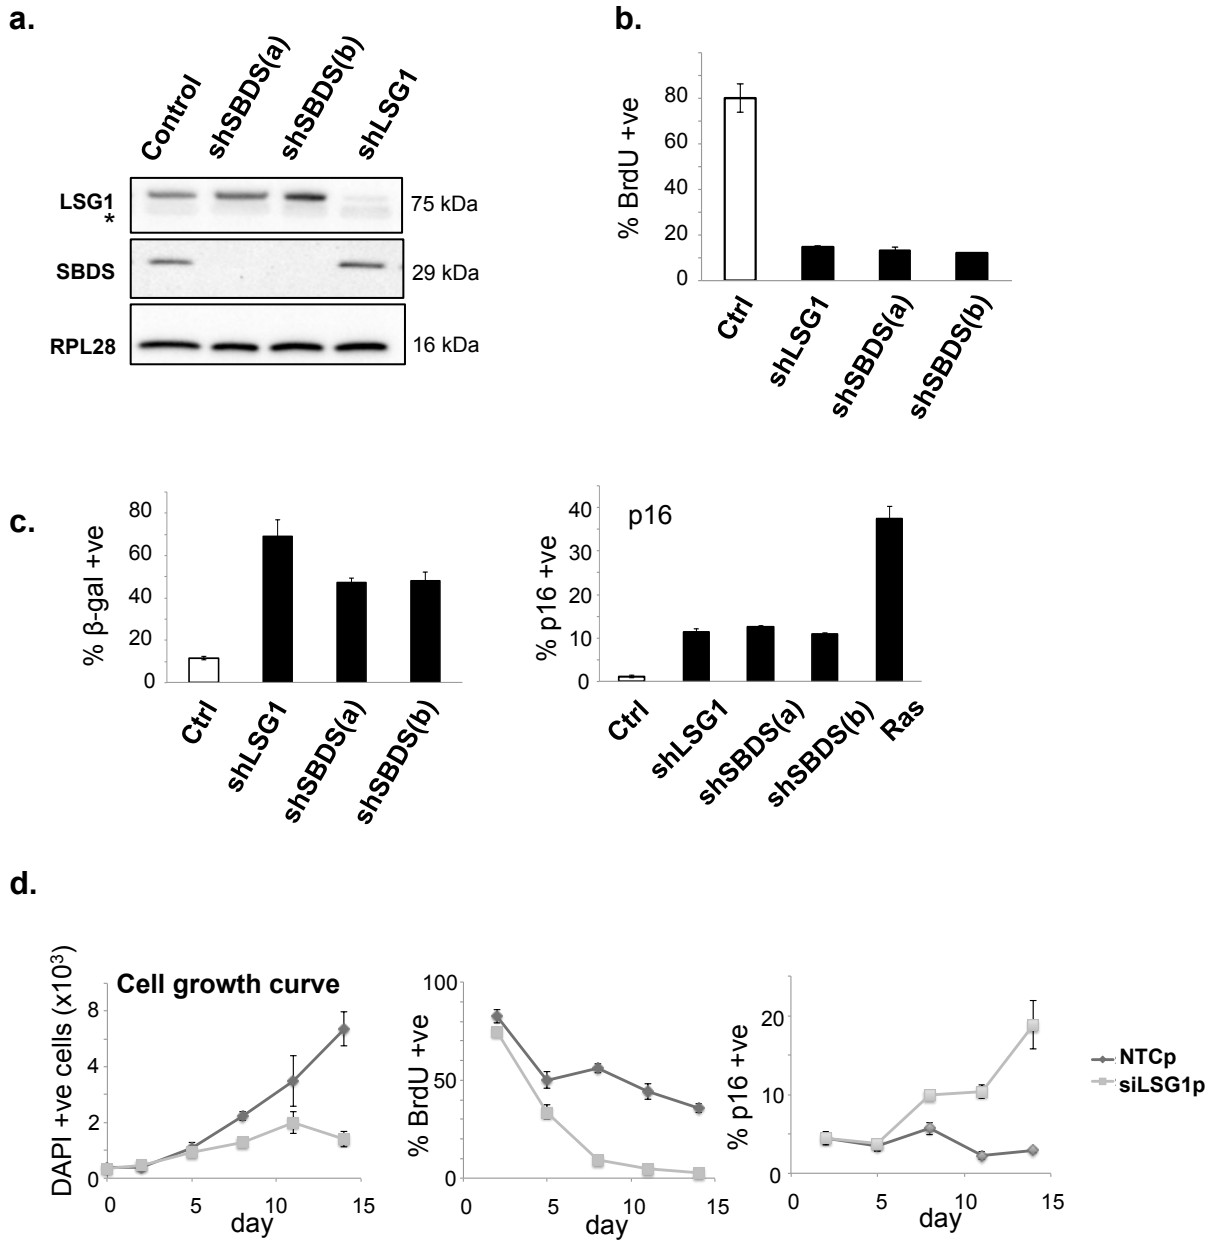 a.
Control
shSBDS(a)
shSBDS(b)
shLSG1
LSG1
*
75 kDa
SBDS
29 kDa
RPL28
16 kDa
b.
% BrdU +ve
80
60
40
20
0
Ctrl
shLSG1
shSBDS(a)
shSBDS(b)
c.
% β-gal +ve
80
60
40
20
0
Ctrl
shLSG1
shSBDS(a)
shSBDS(b)
p16
% p16 +ve
40
30
20
10
0
Ctrl
shLSG1
shSBDS(a)
shSBDS(b)
Ras
d.
Cell growth curve
DAPI +ve cells (x10³)
8
4
2
0
0 5 10 15
day
% BrdU +ve
100
50
0
0 5 10 15
day
% p16 +ve
20
10
0
0 5 10 15
day
NTCp
siLSG1p